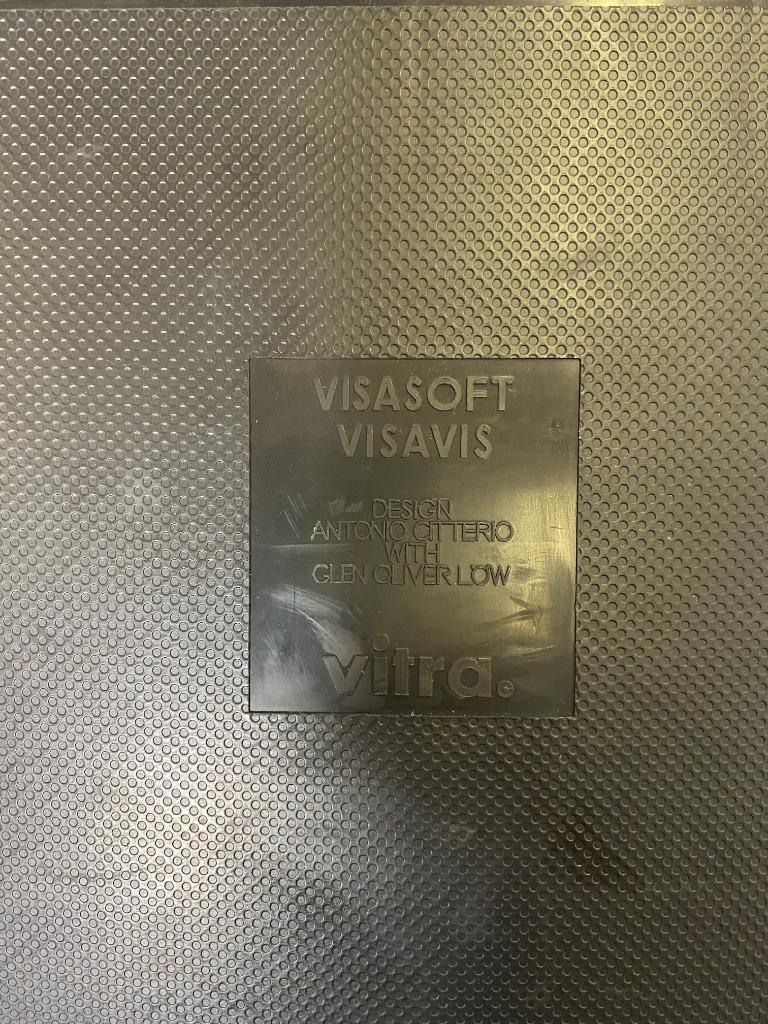 VISASOFT
VISAVIS
DESIGN
ANTONIO CITTERIO
WITH
GLEN OLIVER LÖW
vitra.©